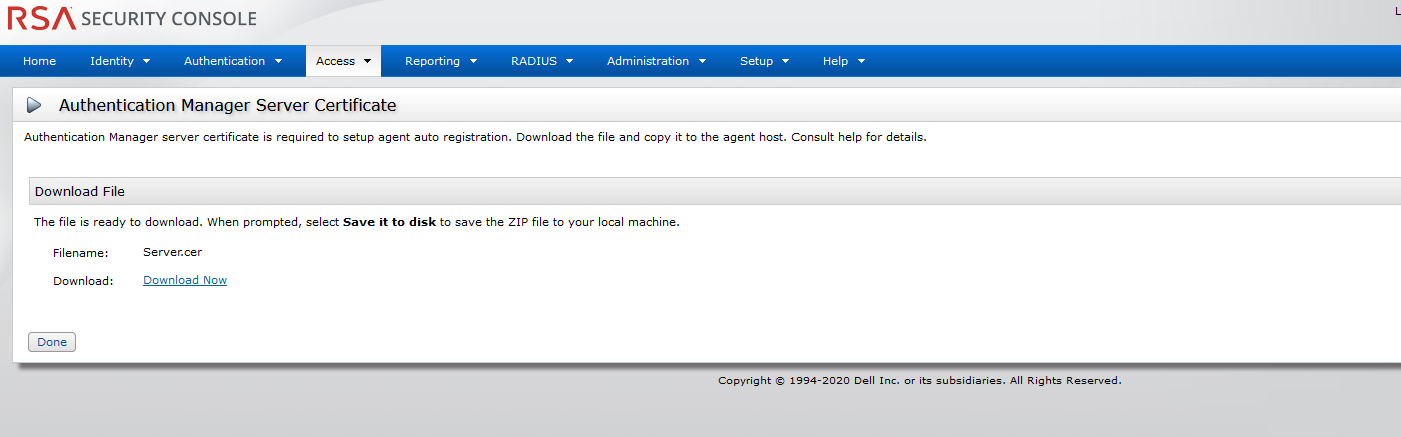 RSA SECURITY CONSOLE
Home Identity Authentication Access Reporting RADIUS Administration Setup Help
Authentication Manager Server Certificate
Authentication Manager server certificate is required to setup agent auto registration. Download the file and copy it to the agent host. Consult help for details.
Download File
The file is ready to download. When prompted, select Save it to disk to save the ZIP file to your local machine.
Filename: Server.cer
Download: Download Now
Done
Copyright © 1994-2020 Dell Inc. or its subsidiaries. All Rights Reserved.